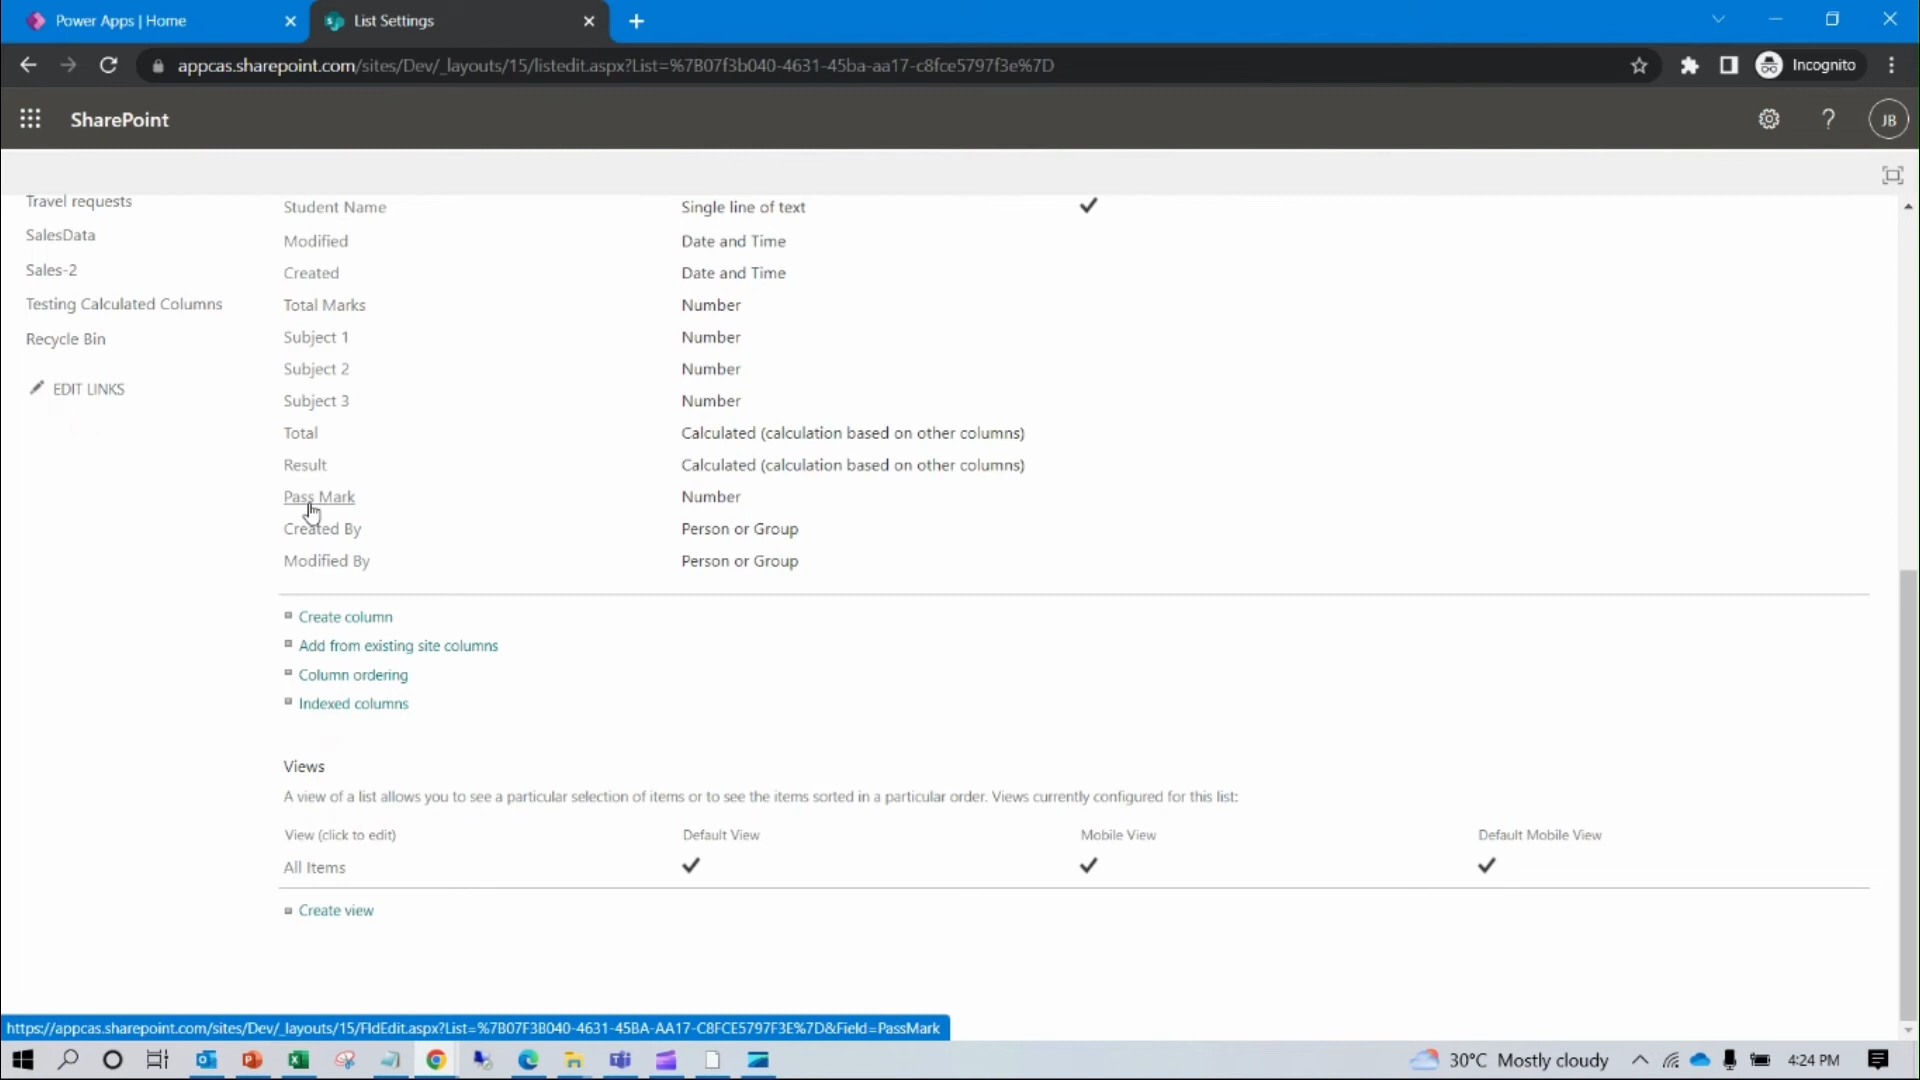 Power Apps | Home
List Settings
appcas.sharepoint.com/sites/Dev/_layouts/15/listedit.aspx?List=%7B07f3b040-4631-45ba-aa17-c8fce5797f3e%7D
Incognito
SharePoint
?
JB
Travel requests
SalesData
Sales-2
Testing Calculated Columns
Recycle Bin
EDIT LINKS
Student Name Single line of text
Modified Date and Time
Created Date and Time
Total Marks Number
Subject 1 Number
Subject 2 Number
Subject 3 Number
Total Calculated (calculation based on other columns)
Result Calculated (calculation based on other columns)
Pass Mark Number
Created By Person or Group
Modified By Person or Group
Create column
Add from existing site columns
Column ordering
Indexed columns
Views
A view of a list allows you to see a particular selection of items or to see the items sorted in a particular order. Views currently configured for this list:
View (click to edit) Default View Mobile View Default Mobile View
All Items
Create view
https://appcas.sharepoint.com/sites/Dev/_layouts/15/FldEdit.aspx?List=%7B07F3B040-4631-45BA-AA17-C8FCE5797F3E%7D&Field=PassMark
30°C Mostly cloudy
4:24 PM